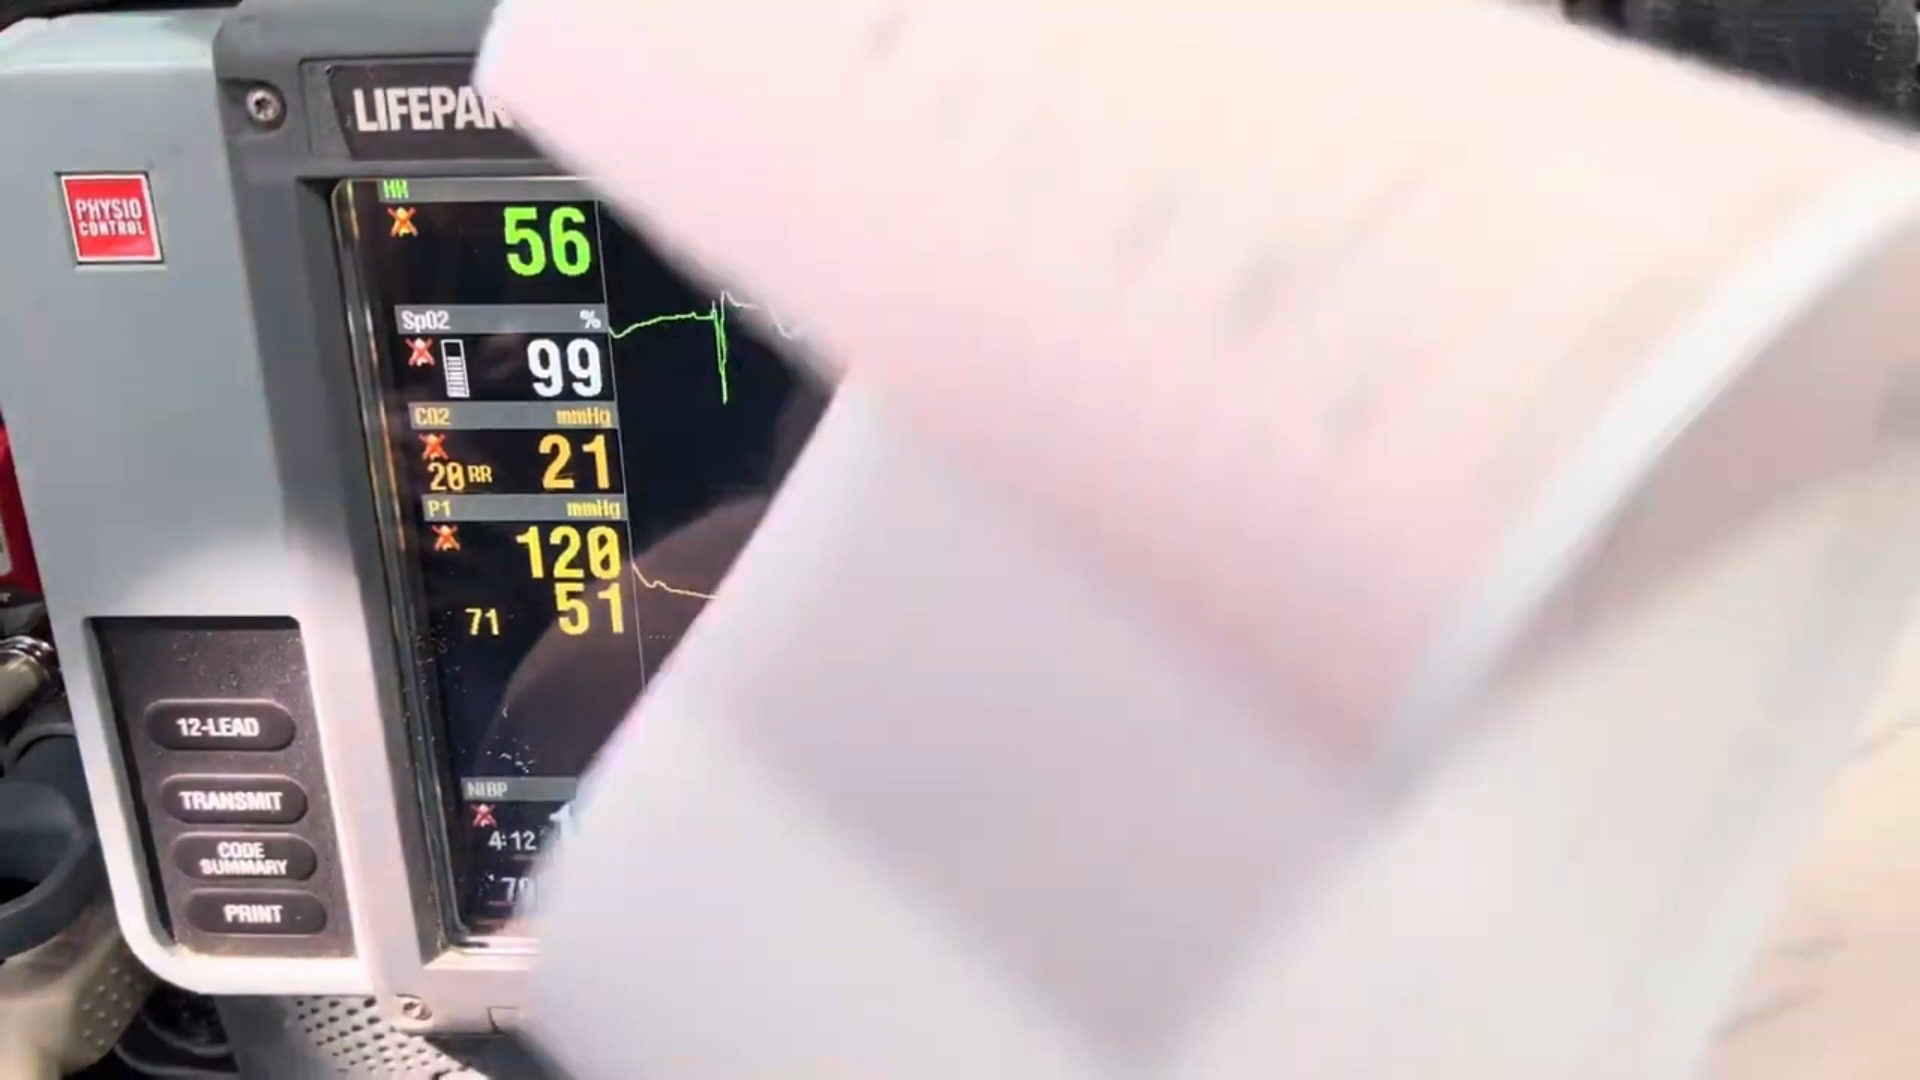 LIFEPAK
PHYSIO
CONTROL
HR
56
SpO2 %
99
CO2 mmHg
20 RR 21
P1 mmHg
120
51
71
NIBP
4:12
12-LEAD
TRANSMIT
CODE
SUMMARY
PRINT